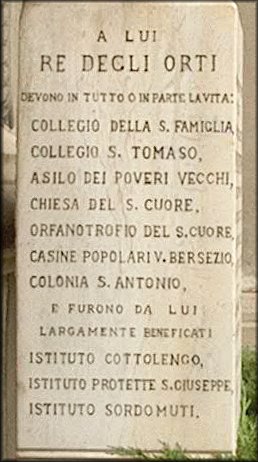 A LUI
RE DEGLI ORTI
DEVONO IN TUTTO O IN PARTE LA VITA:
COLLEGIO DELLA S. FAMIGLIA,
COLLEGIO S. TOMASO,
ASILO DEI POVERI VECCHI,
CHIESA DEL S. CUORE,
ORFANOTROFIO DEL S. CUORE,
CASINE POPOLARI V. BERSEZIO,
COLONIA S. ANTONIO,
E FURONO DA LUI
LARGAMENTE BENEFICATI
ISTITUTO COTTOLENGO,
ISTITUTO PROTETTE S. GIUSEPPE,
ISTITUTO SORDOMUTI.